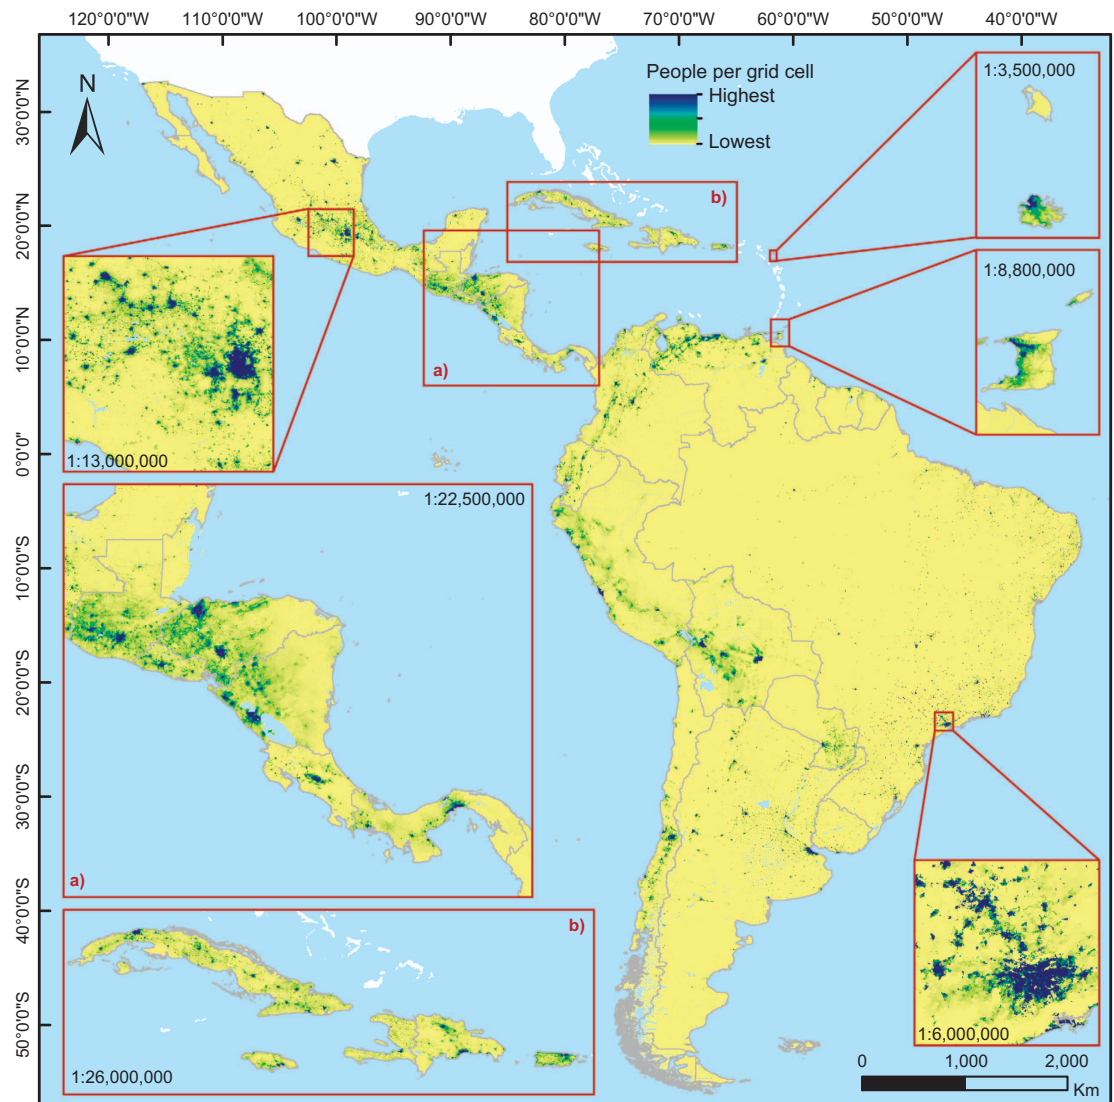 120°0'0"W 110°0'0"W 100°0'0"W 90°0'0"W 80°0'0"W 70°0'0"W 60°0'0"W 50°0'0"W 40°0'0"W
30°0'0"N
20°0'0"N
10°0'0"N
0°0'0"
10°0'0"S
20°0'0"S
30°0'0"S
40°0'0"S
50°0'0"S
N
People per grid cell
Highest
Lowest
1:3,500,000
b)
1:8,800,000
a)
1:13,000,000
1:22,500,000
a)
b)
1:26,000,000
1:6,000,000
0 1,000 2,000
Km